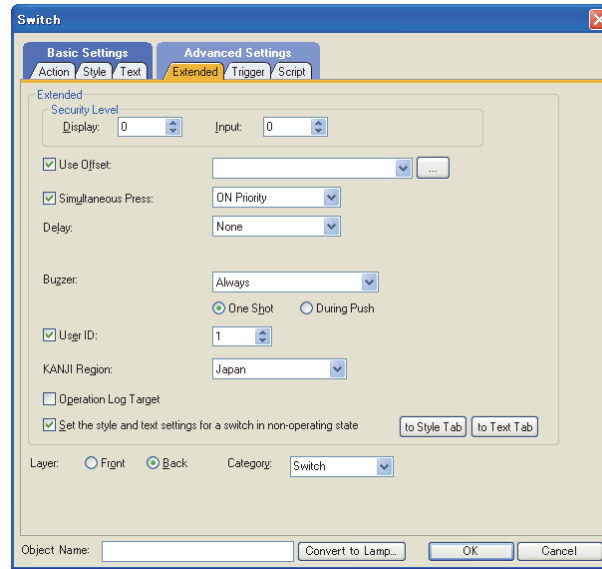 Switch
Basic Settings Advanced Settings
Action Style Text Extended Trigger Script
Extended
Security Level
Display: 0 Input: 0
Use Offset: ...
Simultaneous Press: ON Priority
Delay: None
Buzzer: Always
One Shot During Push
User ID: 1
KANJI Region: Japan
Operation Log Target
Set the style and text settings for a switch in non-operating state to Style Tab to Text Tab
Layer: Front Back Category: Switch
Object Name: Convert to Lamp... OK Cancel